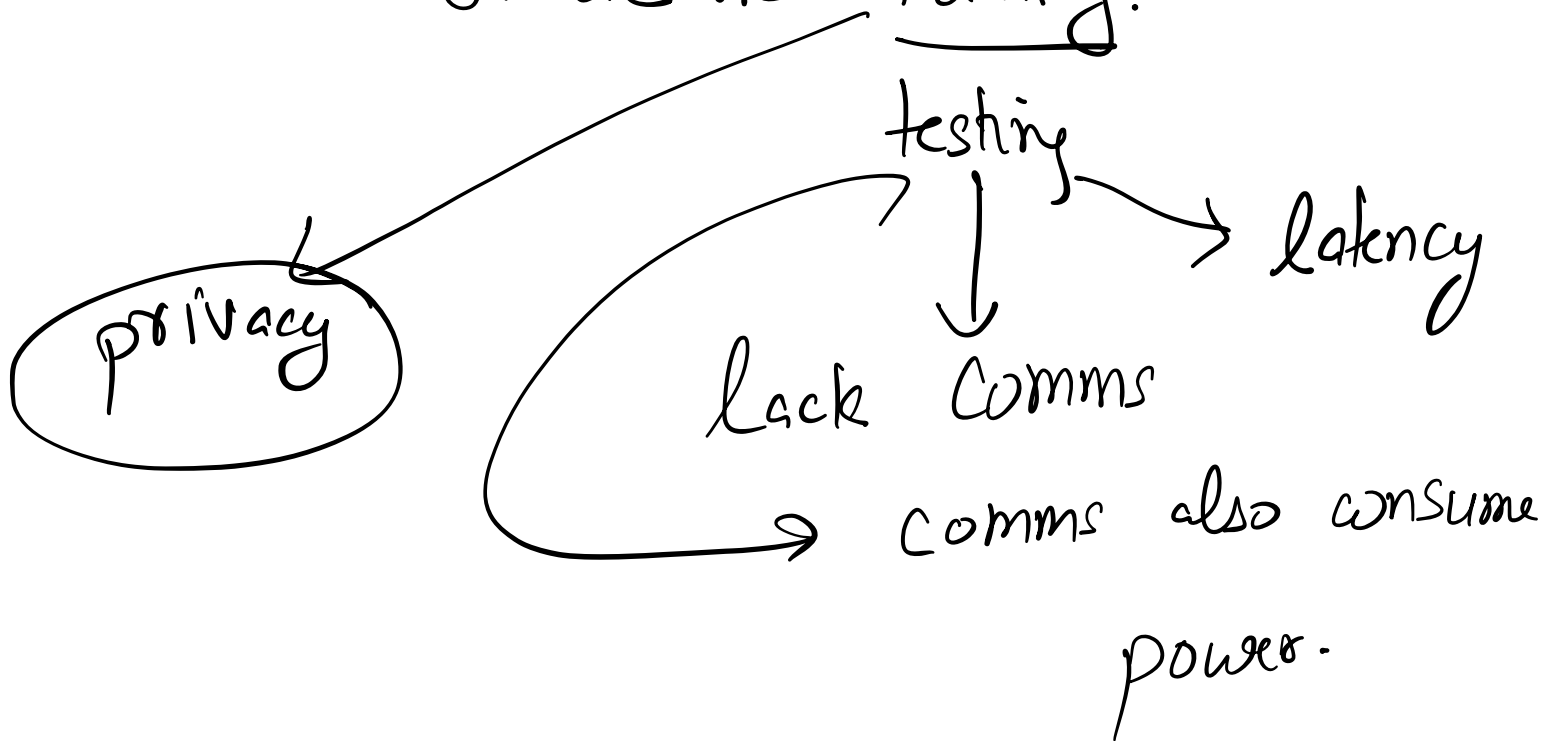 testing
latency
privacy
lack comms
comms also consume
power.